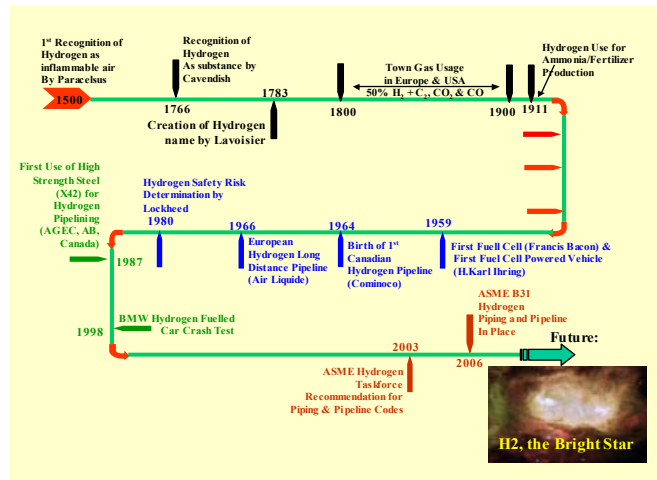 1st Recognition of
Hydrogen as
inflammable air
By Paracelsus
1500
Recognition of
Hydrogen
As substance by
Cavendish
1766
1783
Creation of Hydrogen
name by Lavoisier
1800
Town Gas Usage
in Europe & USA
50% H2 + C1, CO2 & CO
1900
Hydrogen Use for
Ammonia/Fertilizer
Production
1911
1959
First Fuell Cell (Francis Bacon) &
First Fuel Cell Powered Vehicle
(H.Karl Ihring)
1964
Birth of 1st
Canadian
Hydrogen Pipeline
(Cominoco)
1966
European
Hydrogen Long
Distance Pipeline
(Air Liquide)
Hydrogen Safety Risk
Determination by
Lockheed
1980
First Use of High
Strength Steel
(X42) for
Hydrogen
Pipelining
(AGEC, AB,
Canada)
1987
1998
BMW Hydrogen Fuelled
Car Crash Test
2003
ASME Hydrogen
Taskforce
Recommendation for
Piping & Pipeline Codes
ASME B31
Hydrogen
Piping and Pipeline
In Place
2006
Future:
H2, the Bright Star